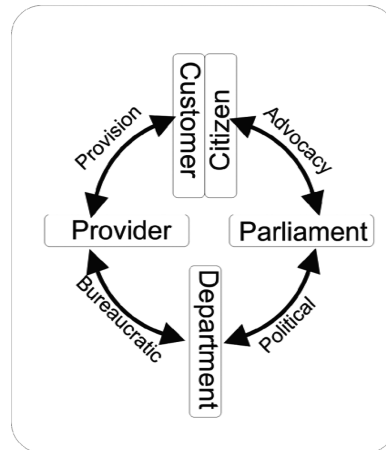 Customer
Citizen
Provision
Advocacy
Provider
Parliament
Bureaucratic
Department
Political